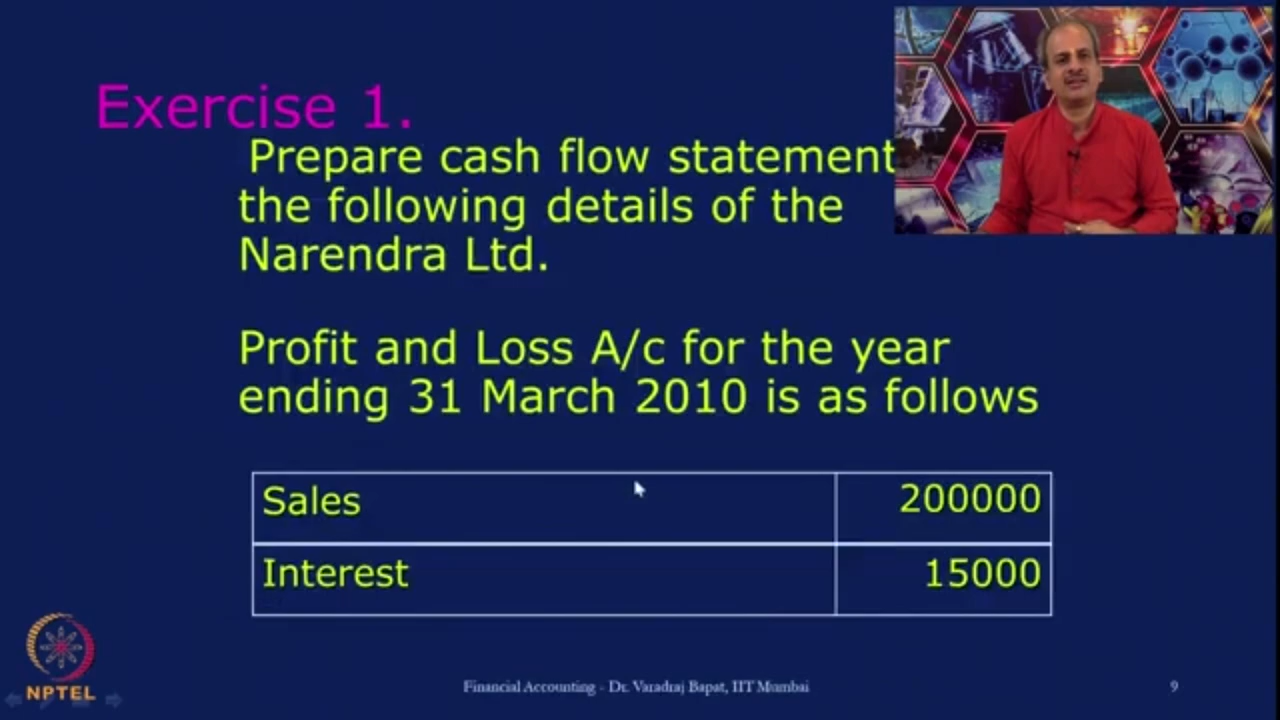 Exercise 1.
Prepare cash flow statement
the following details of the
Narendra Ltd.
Profit and Loss A/c for the year
ending 31 March 2010 is as follows
Sales 200000
Interest 15000
NPTEL
Financial Accounting - Dr. Varadraj Bapat, IIT Mumbai
9